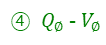 ④ Q∅ - V∅